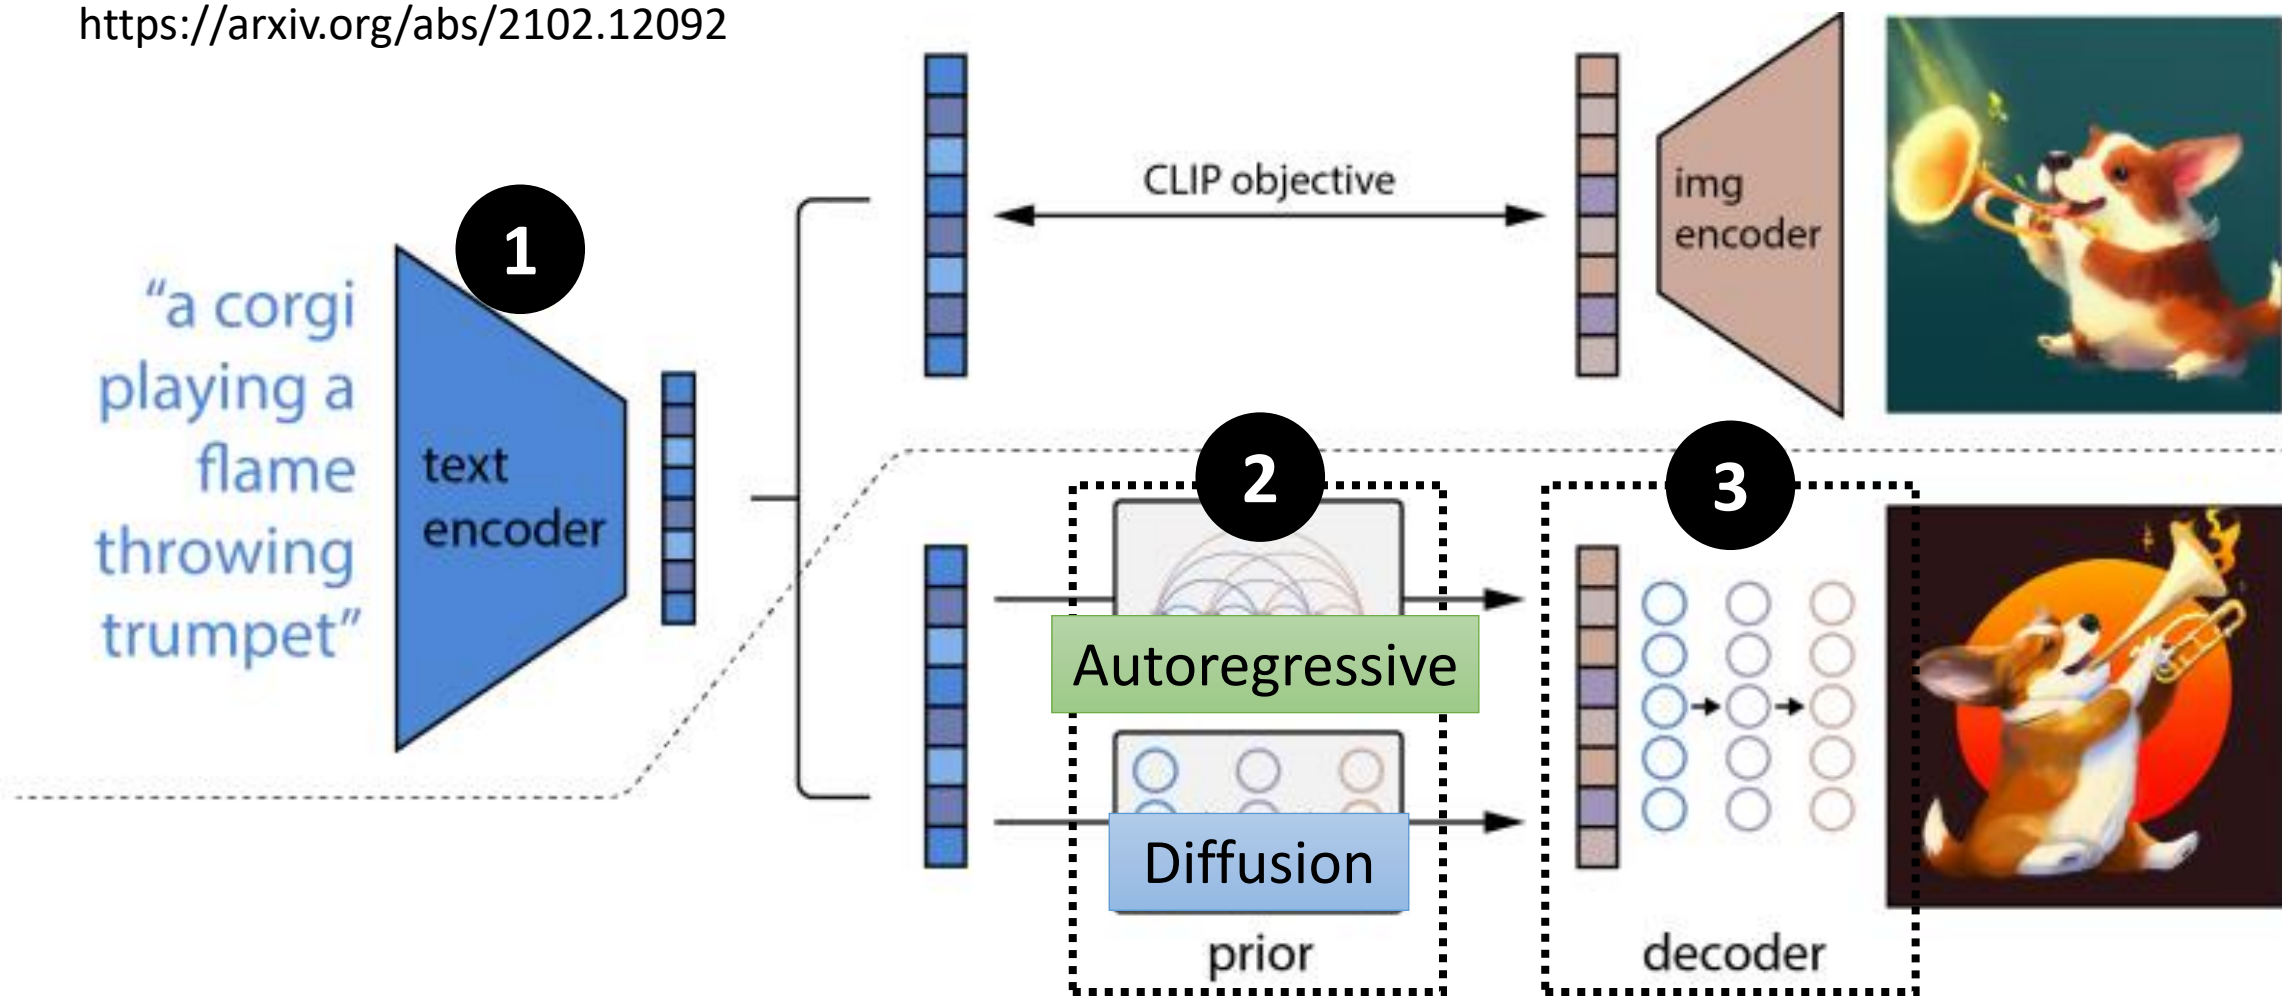 https://arxiv.org/abs/2102.12092
“a corgi
playing a
flame
throwing
trumpet”
1
text
encoder
CLIP objective
img
encoder
2
Autoregressive
Diffusion
prior
3
decoder